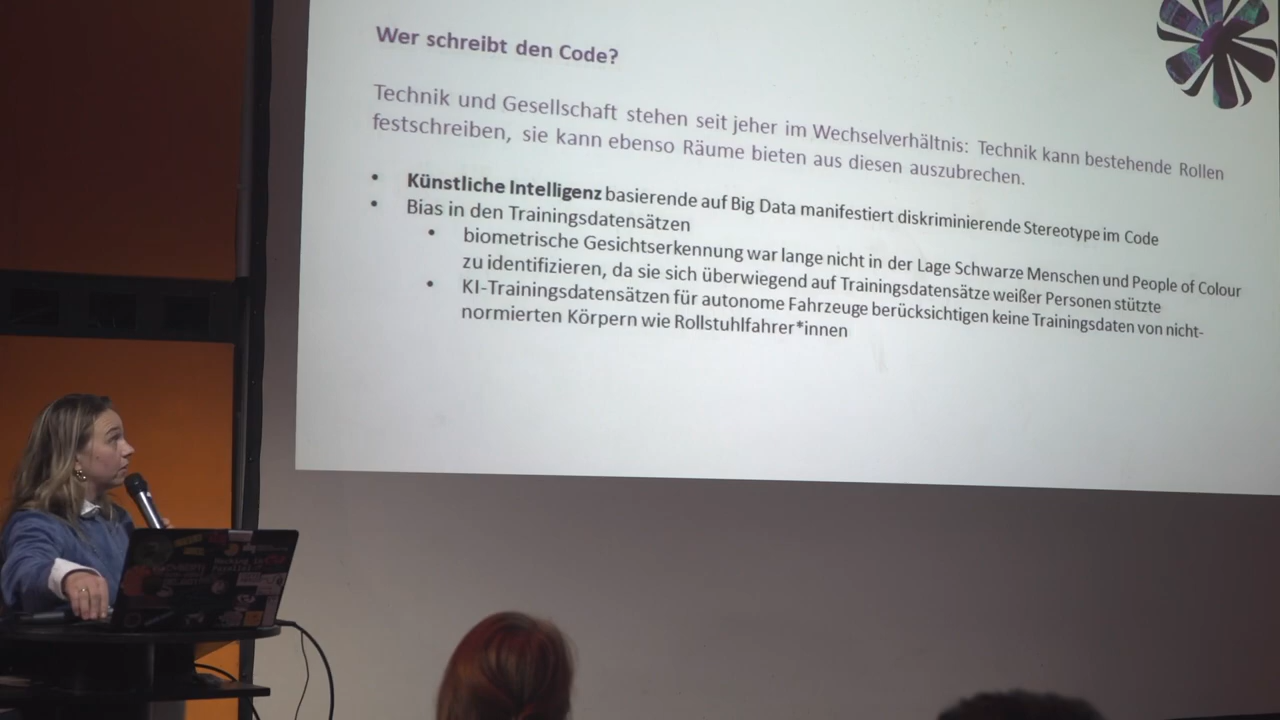 Wer schreibt den Code?
Technik und Gesellschaft stehen seit jeher im Wechselverhältnis: Technik kann bestehende Rollen
festschreiben, sie kann ebenso Räume bieten aus diesen auszubrechen.
• Künstliche Intelligenz basierende auf Big Data manifestiert diskriminierende Stereotype im Code
• Bias in den Trainingsdatensätzen
• biometrische Gesichtserkennung war lange nicht in der Lage Schwarze Menschen und People of Colour
zu identifizieren, da sie sich überwiegend auf Trainingsdatensätze weißer Personen stützte
• KI-Trainingsdatensätzen für autonome Fahrzeuge berücksichtigen keine Trainingsdaten von nicht-
normierten Körpern wie Rollstuhlfahrer*innen